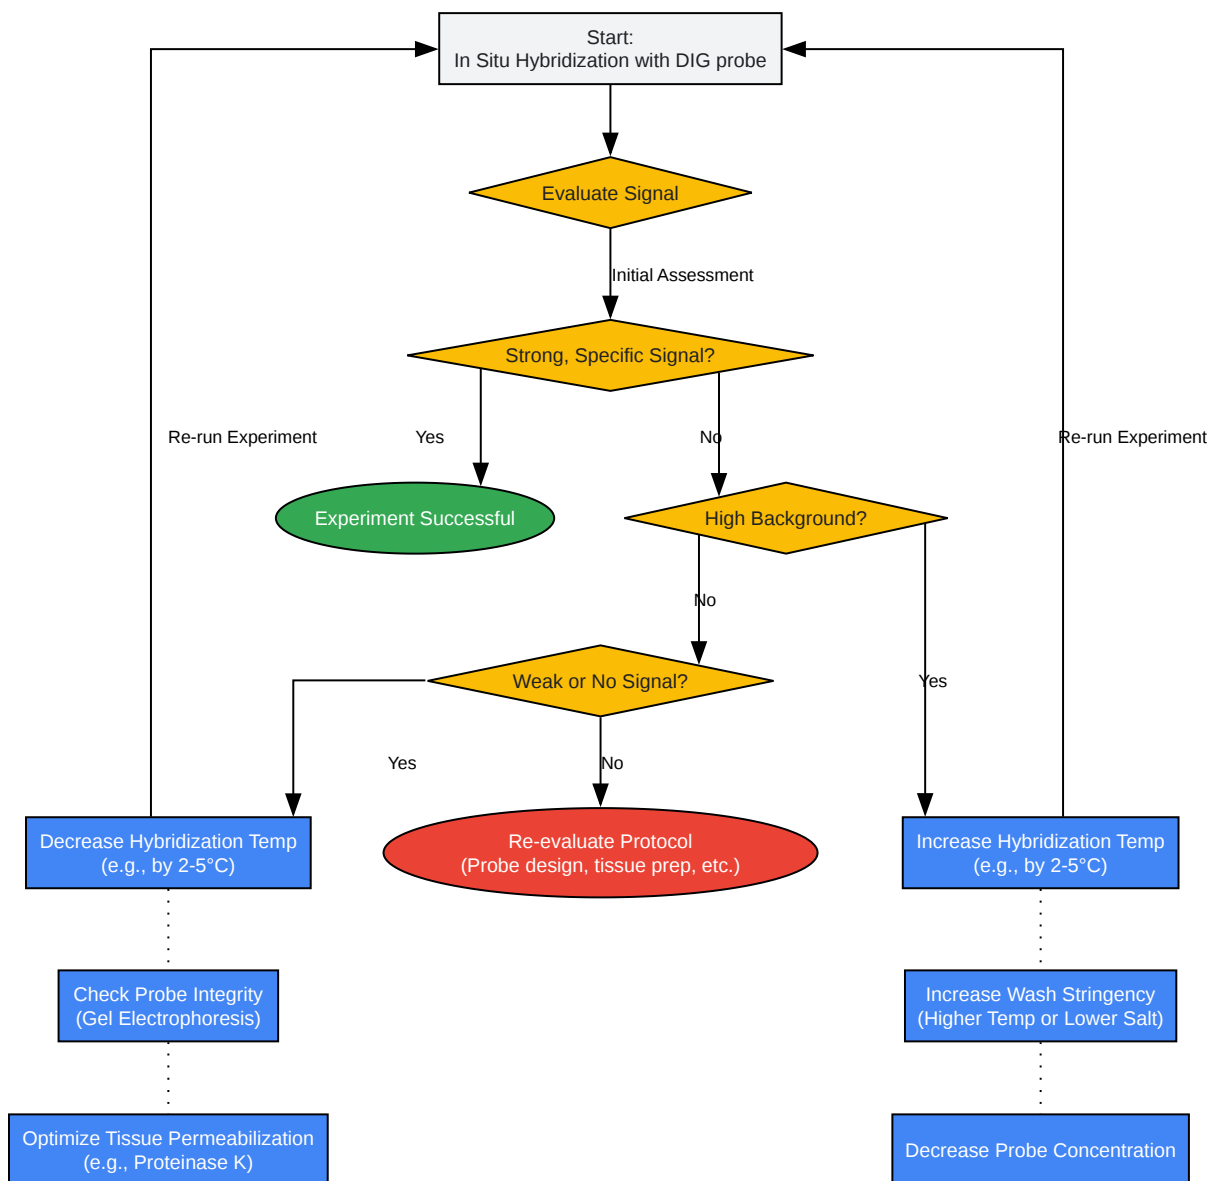 Start:
In Situ Hybridization with DIG probe
Evaluate Signal
Initial Assessment
Strong, Specific Signal?
Re-run Experiment
Yes
No
Re-run Experiment
Experiment Successful
High Background?
No
Weak or No Signal?
Yes
Yes
No
Decrease Hybridization Temp
(e.g., by 2-5°C)
Re-evaluate Protocol
(Probe design, tissue prep, etc.)
Increase Hybridization Temp
(e.g., by 2-5°C)
Check Probe Integrity
(Gel Electrophoresis)
Increase Wash Stringency
(Higher Temp or Lower Salt)
Optimize Tissue Permeabilization
(e.g., Proteinase K)
Decrease Probe Concentration